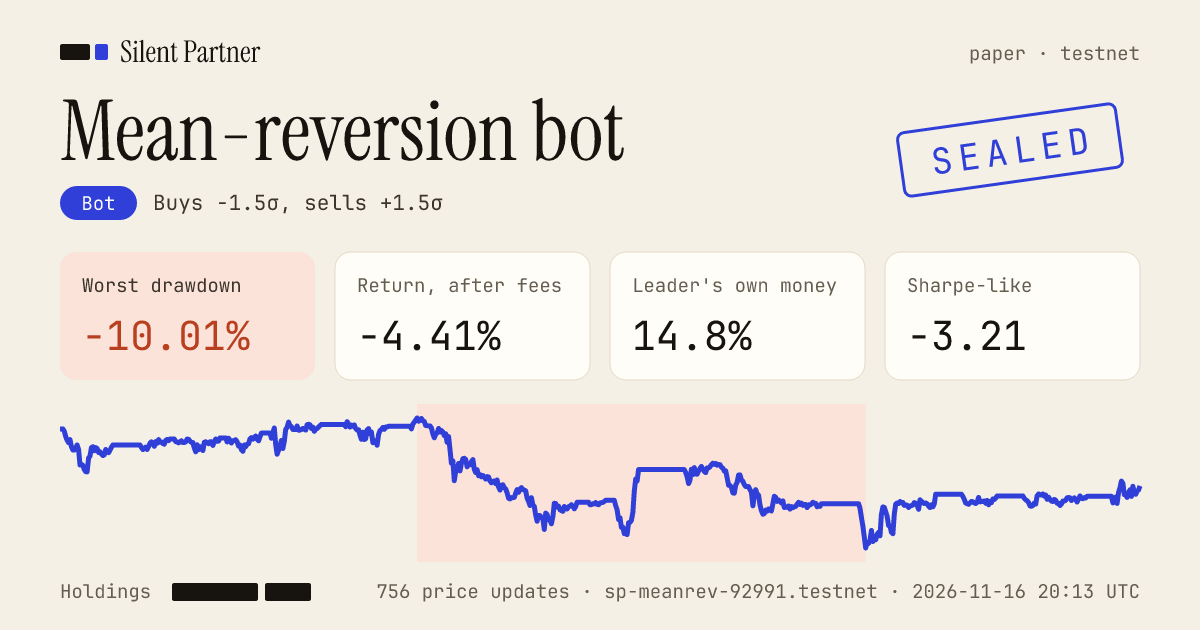 Silent Partner
paper · testnet
Mean-reversion bot
SEALED
Bot
Buys -1.5σ, sells +1.5σ
Worst drawdown
-10.01%
Return, after fees
-4.41%
Leader's own money
14.8%
Sharpe-like
-3.21
Holdings
756 price updates · sp-meanrev-92991.testnet · 2026-11-16 20:13 UTC